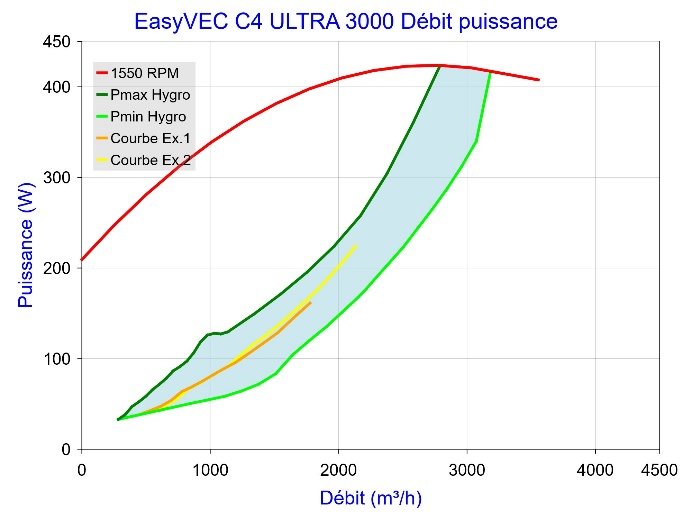 EasyVEC C4 ULTRA 3000 Débit puissance
450
400
300
200
100
0
Puissance (W)
1550 RPM
Pmax Hygro
Pmin Hygro
Courbe Ex.1
Courbe Ex.2
0 1000 2000 3000 4000 4500
Débit (m³/h)